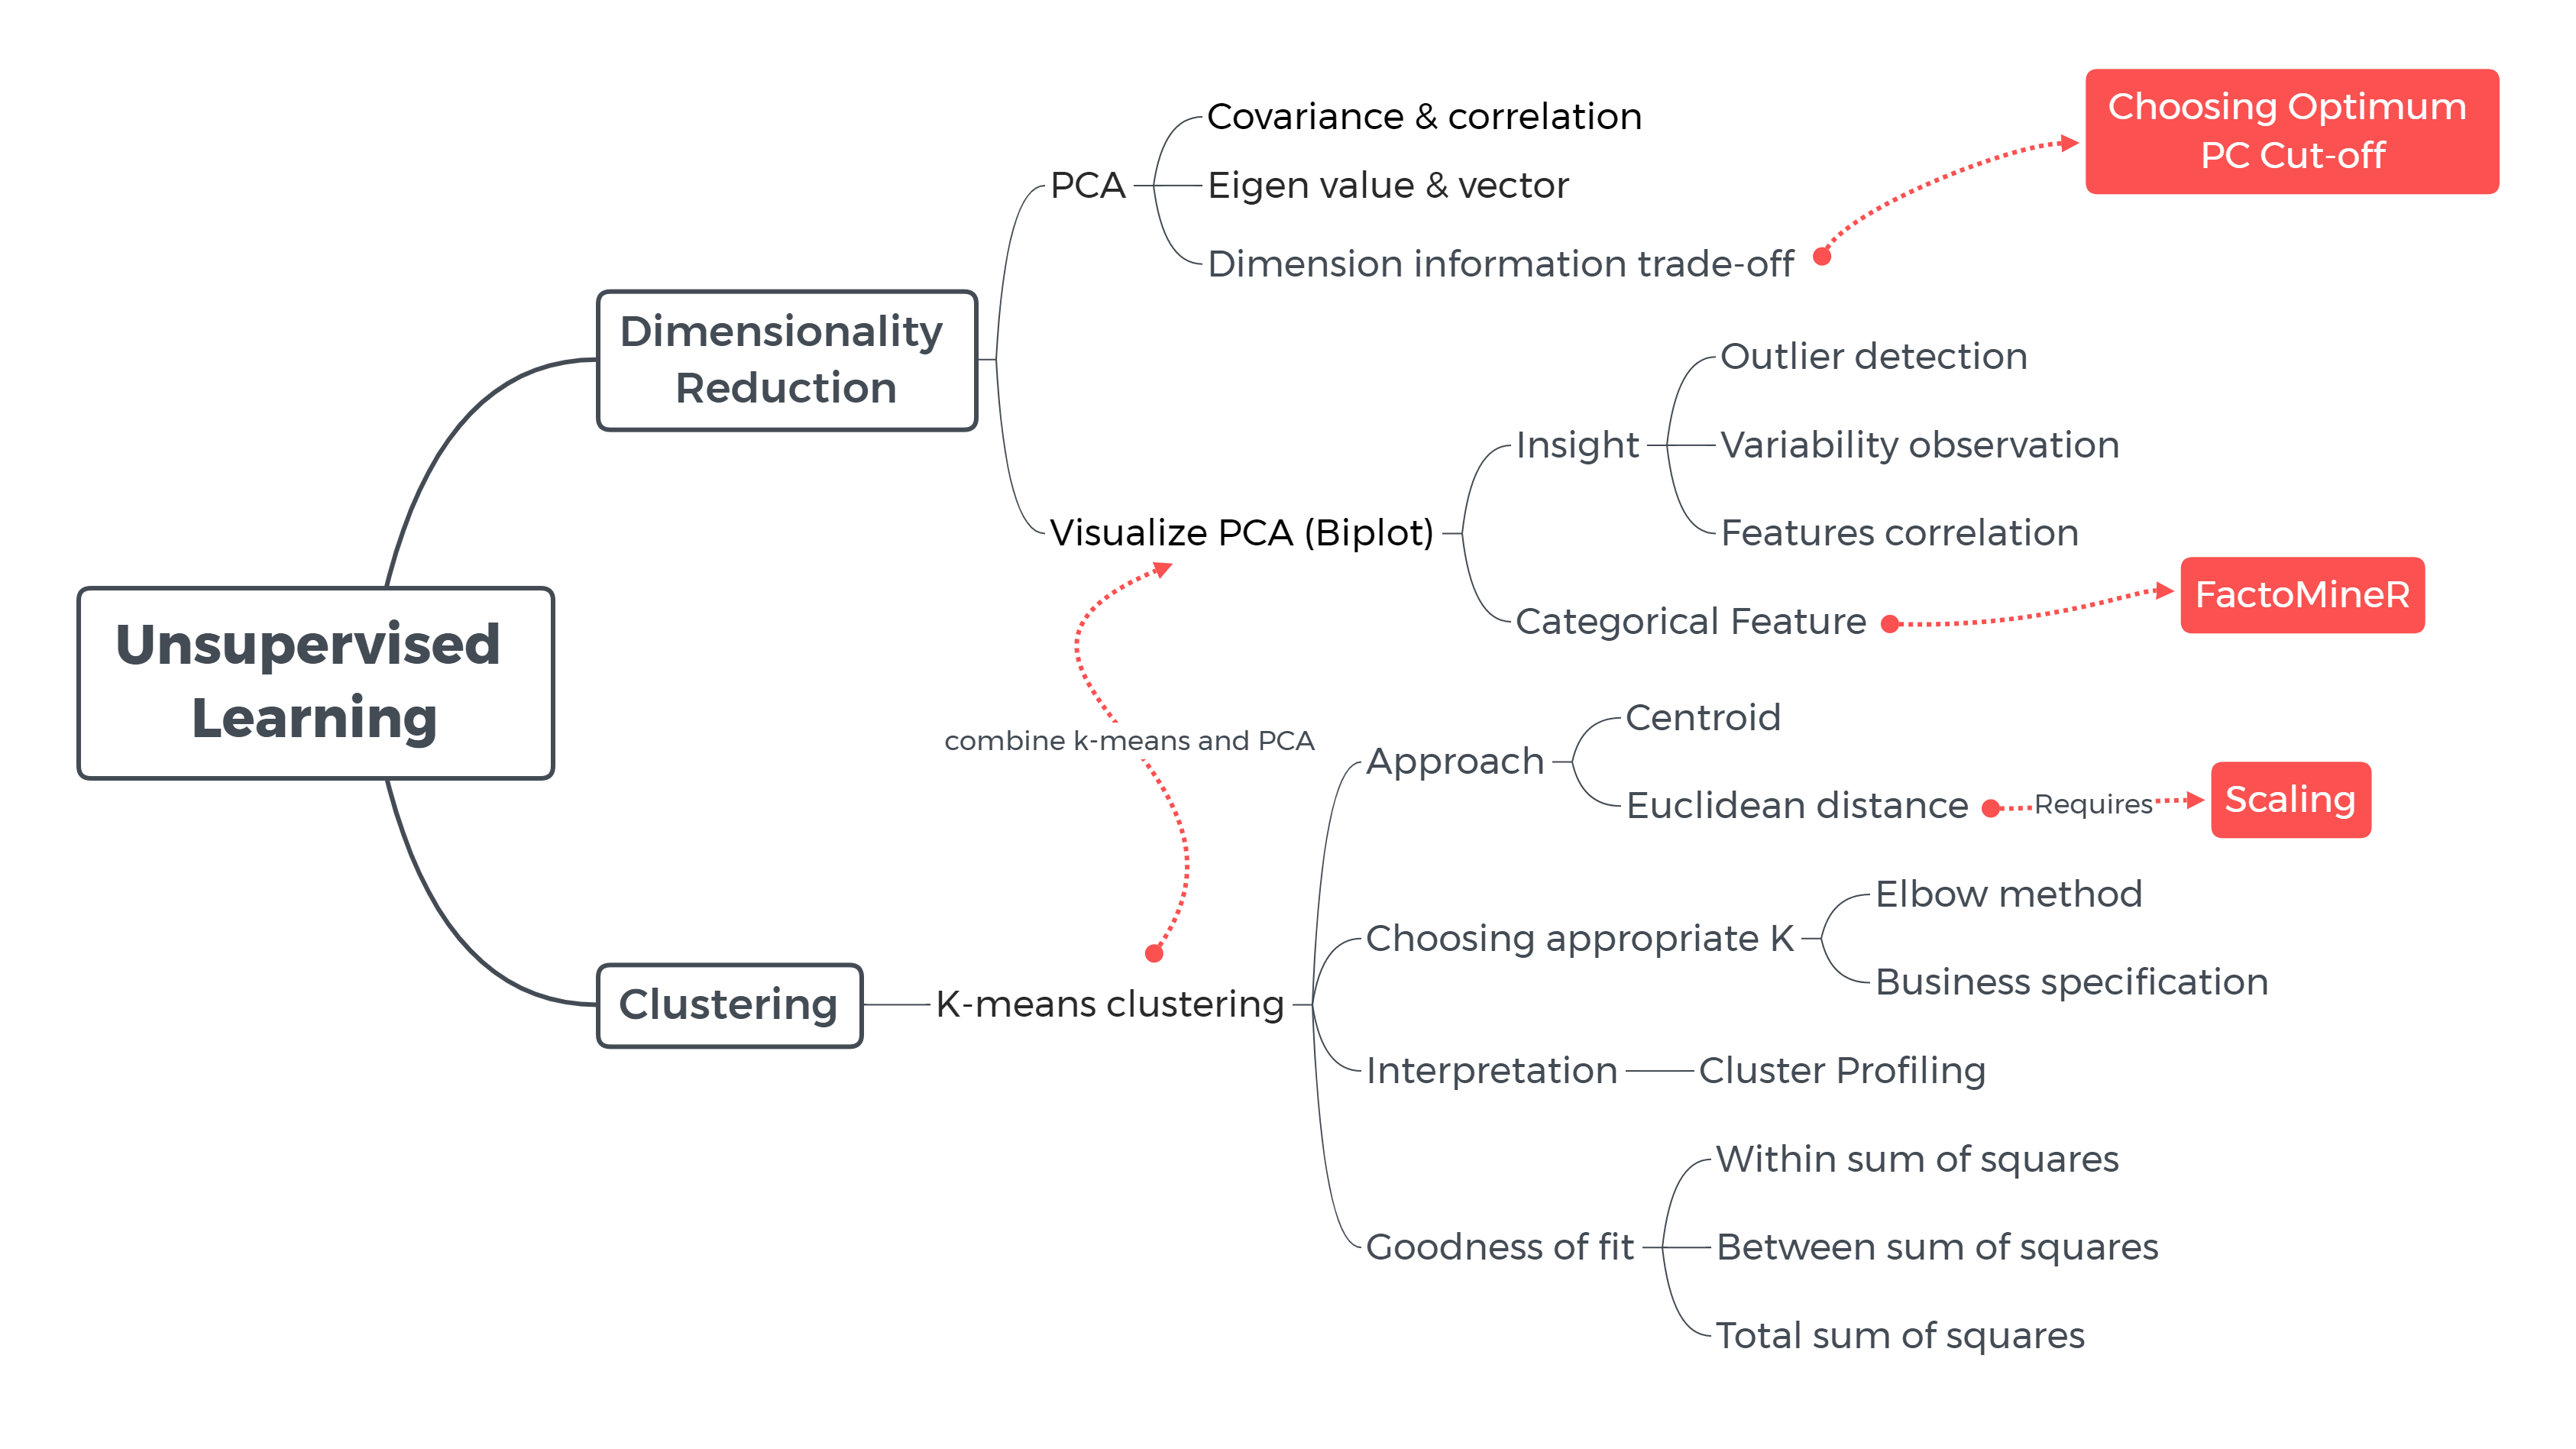 Unsupervised
Learning
Dimensionality
Reduction
PCA
Covariance & correlation
Eigen value & vector
Dimension information trade-off
Choosing Optimum
PC Cut-off
Visualize PCA (Biplot)
Insight
Outlier detection
Variability observation
Features correlation
Categorical Feature
FactoMineR
combine k-means and PCA
Clustering
K-means clustering
Approach
Centroid
Euclidean distance
Requires
Scaling
Choosing appropriate K
Elbow method
Business specification
Interpretation
Cluster Profiling
Goodness of fit
Within sum of squares
Between sum of squares
Total sum of squares